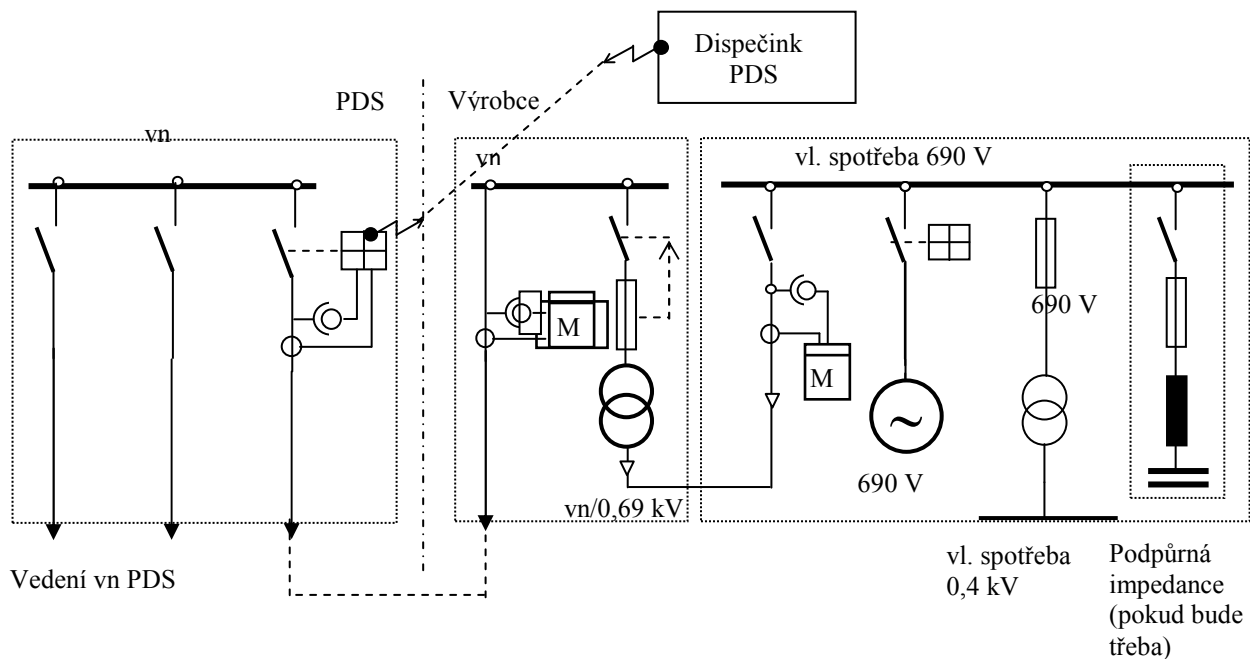 Dispečink
PDS
PDS
Výrobce
vn
vn
vl. spotřeba 690 V
690 V
M
M
~
690 V
vn/0,69 kV
Vedení vn PDS
vl. spotřeba
0,4 kV
Podpůrná
impedance
(pokud bude
třeba)